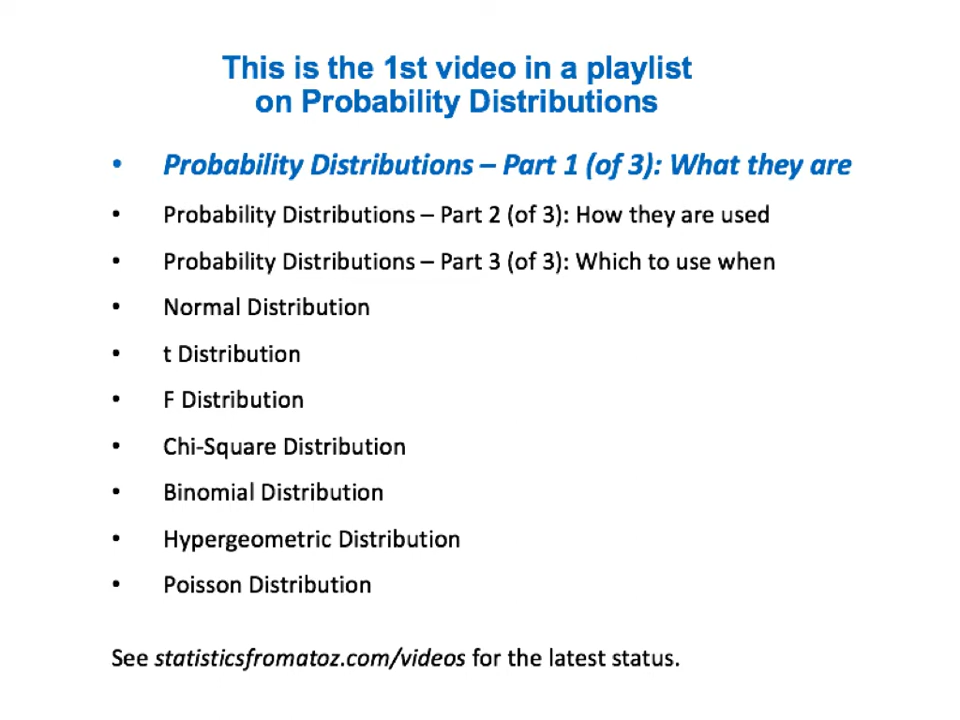 This is the 1st video in a playlist
on Probability Distributions
• Probability Distributions – Part 1 (of 3): What they are
• Probability Distributions – Part 2 (of 3): How they are used
• Probability Distributions – Part 3 (of 3): Which to use when
• Normal Distribution
• t Distribution
• F Distribution
• Chi-Square Distribution
• Binomial Distribution
• Hypergeometric Distribution
• Poisson Distribution
See statisticsfromatoz.com/videos for the latest status.